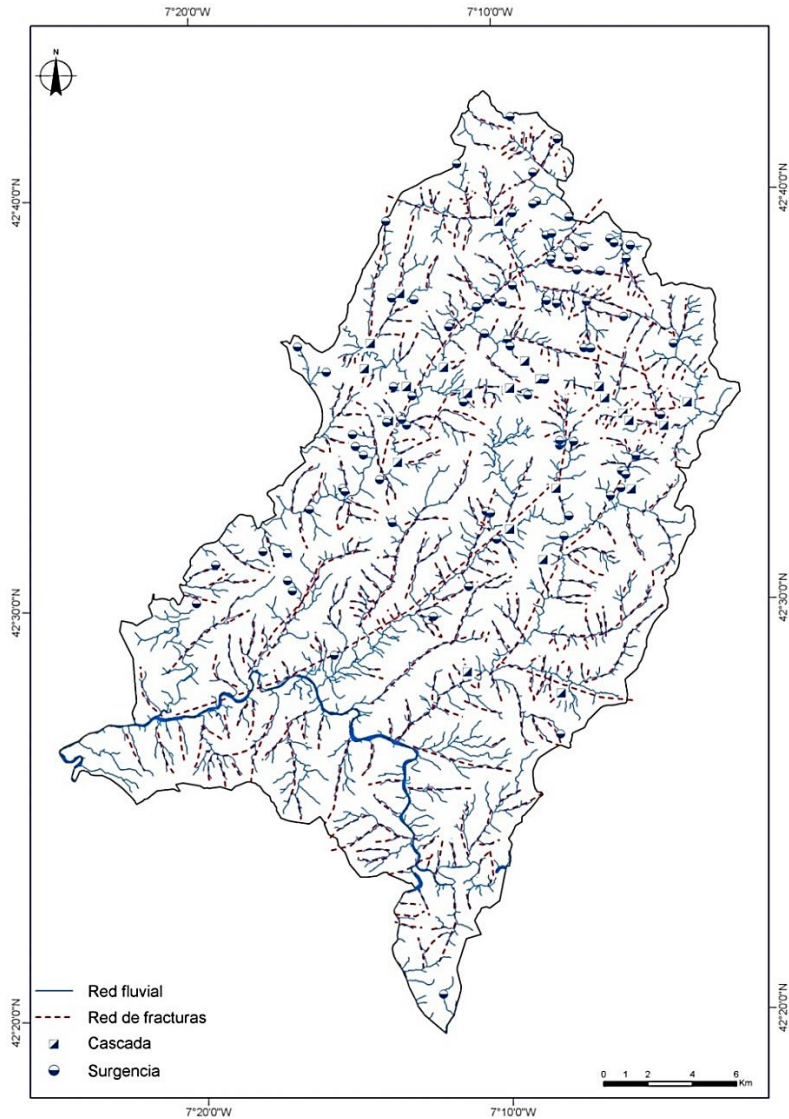 7°20'0"W 7°10'0"W
N
42°40'0"N 42°40'0"N
42°30'0"N 42°30'0"N
42°20'0"N 42°20'0"N
Red fluvial
Red de fracturas
Cascada
Surgencia
0 1 2 4 6
Km
7°20'0"W 7°10'0"W